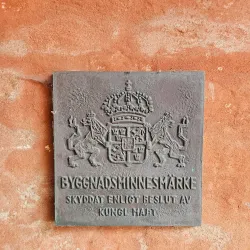 BYGGNADSMINNESMÄRKE
SKYDDAT ENLIGT BESLUT AV
KUNGL MAJ:T